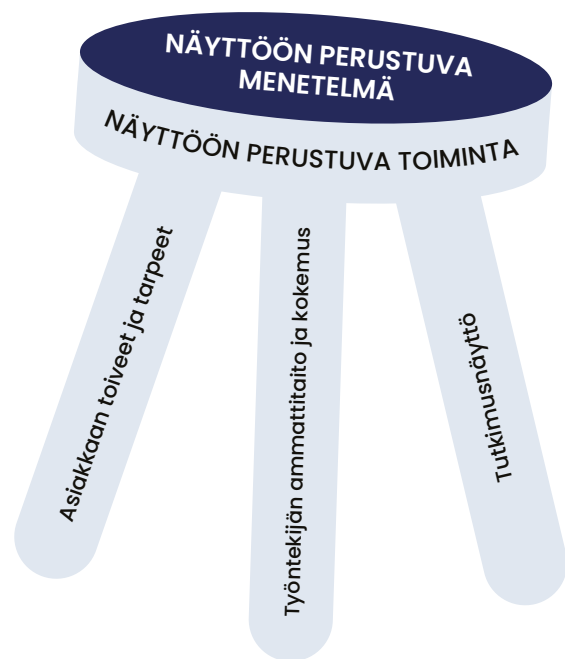 NÄYTTÖÖN PERUSTUVA
MENETELMÄ
NÄYTTÖÖN PERUSTUVA TOIMINTA
Asiakkaan toiveet ja tarpeet
Työntekijän ammattitaito ja kokemus
Tutkimusnäyttö